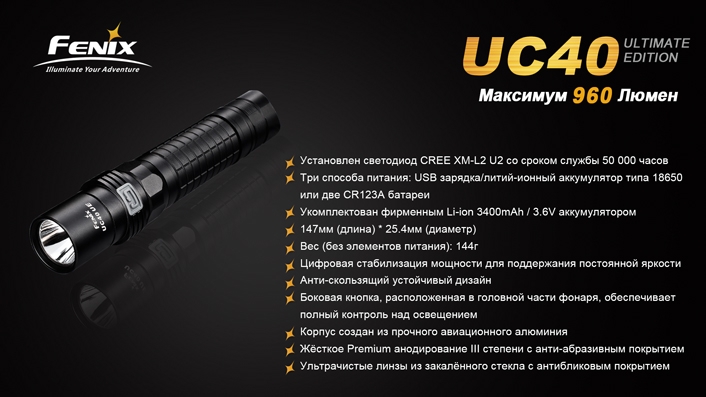 FENIX
Illuminate Your Adventure
UC40 ULTIMATE
EDITION
Максимум 960 Люмен
Установлен светодиод CREE XM-L2 U2 со сроком службы 50 000 часов
Три способа питания: USB зарядка/литий-ионный аккумулятор типа 18650
или две CR123A батареи
Укомплектован фирменным Li-ion 3400mAh / 3.6V аккумулятором
147мм (длина) * 25.4мм (диаметр)
Вес (без элементов питания): 144г
Цифровая стабилизация мощности для поддержания постоянной яркости
Анти-скользящий устойчивый дизайн
Боковая кнопка, расположенная в головной части фонаря, обеспечивает
полный контроль над освещением
Корпус создан из прочного авиационного алюминия
Жёсткое Premium анодирование III степени с анти-абразивным покрытием
Ультрачистые линзы из закалённого стекла с антибликовым покрытием
FENIX
UC40 UE